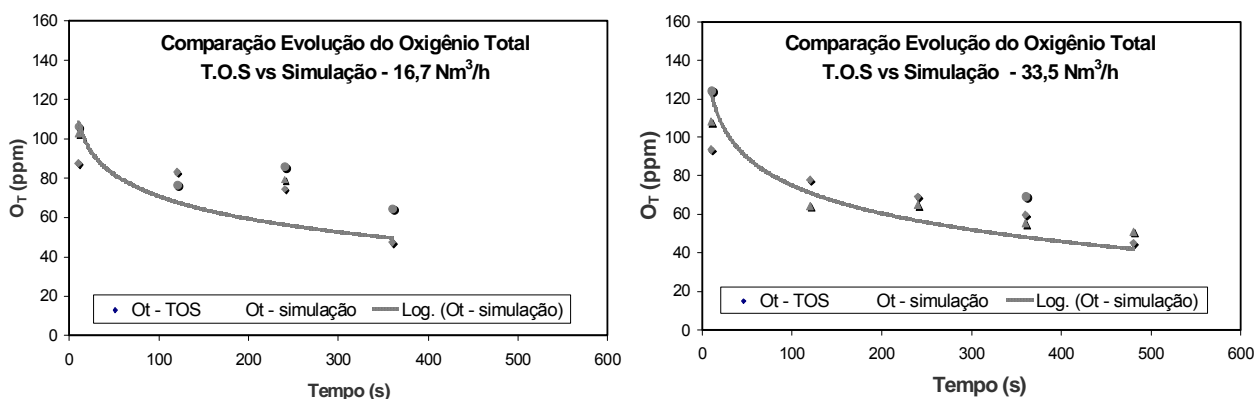 Comparação Evolução do Oxigênio Total
T.O.S vs Simulação - 16,7 Nm³/h
O_T (ppm)
160
140
120
100
80
60
40
20
0
Ot - TOS Ot - simulação Log. (Ot - simulação)
0 100 200 300 400 500 600
Tempo (s)
Comparação Evolução do Oxigênio Total
T.O.S vs Simulação - 33,5 Nm³/h
O_T (ppm)
160
140
120
100
80
60
40
20
0
Ot - TOS Ot - simulação Log. (Ot - simulação)
0 100 200 300 400 500 600
Tempo (s)